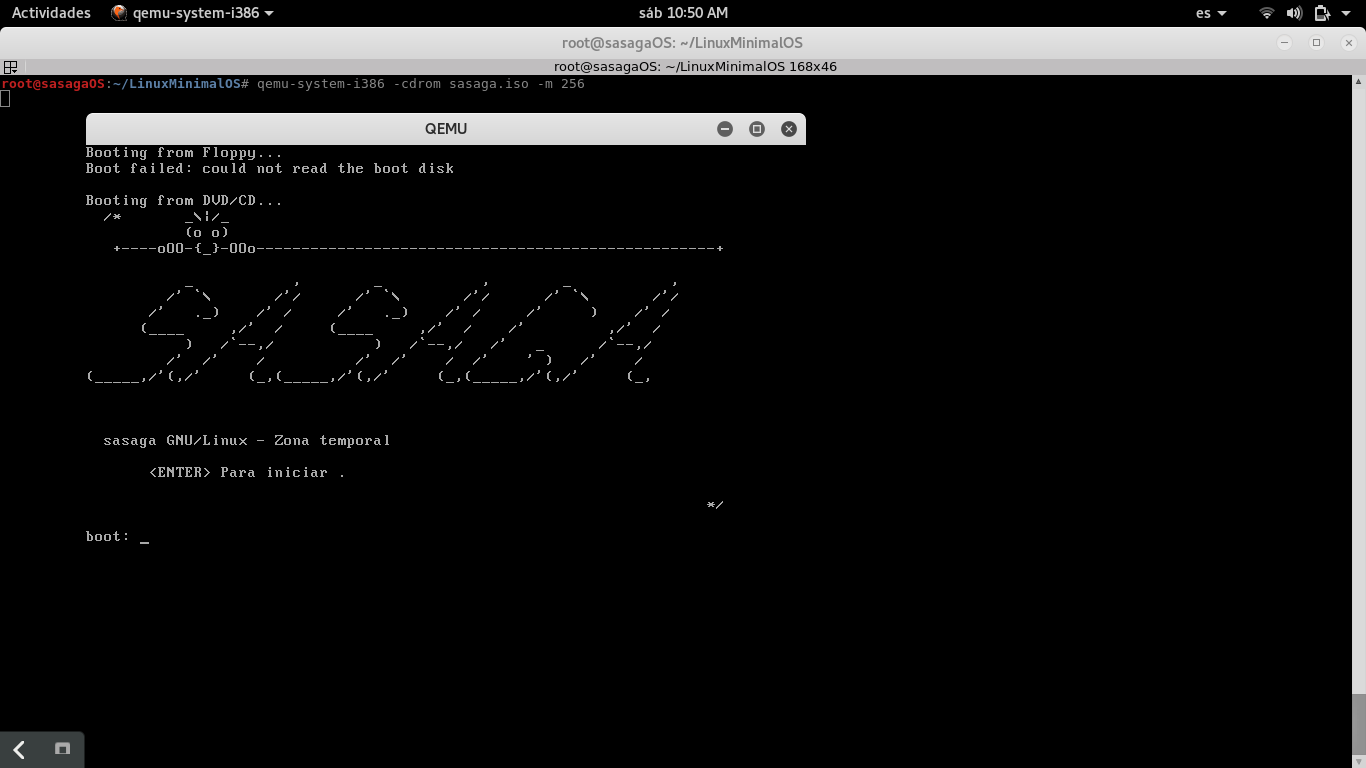 Actividades qemu-system-i386 sáb 10:50 AM es
root@sasagaOS: ~/LinuxMinimalOS
root@sasagaOS: ~/LinuxMinimalOS 168x46
root@sasagaOS:~/LinuxMinimalOS# qemu-system-i386 -cdrom sasaga.iso -m 256
QEMU
Booting from Floppy...
Boot failed: could not read the boot disk
Booting from DVD/CD...
/*         _\¦/_
(o o)
+----oOO-{_}-OOo---------------------------------------------------+
SASAGA
sasaga GNU/Linux - Zona temporal
<ENTER> Para iniciar .
*/
boot: _